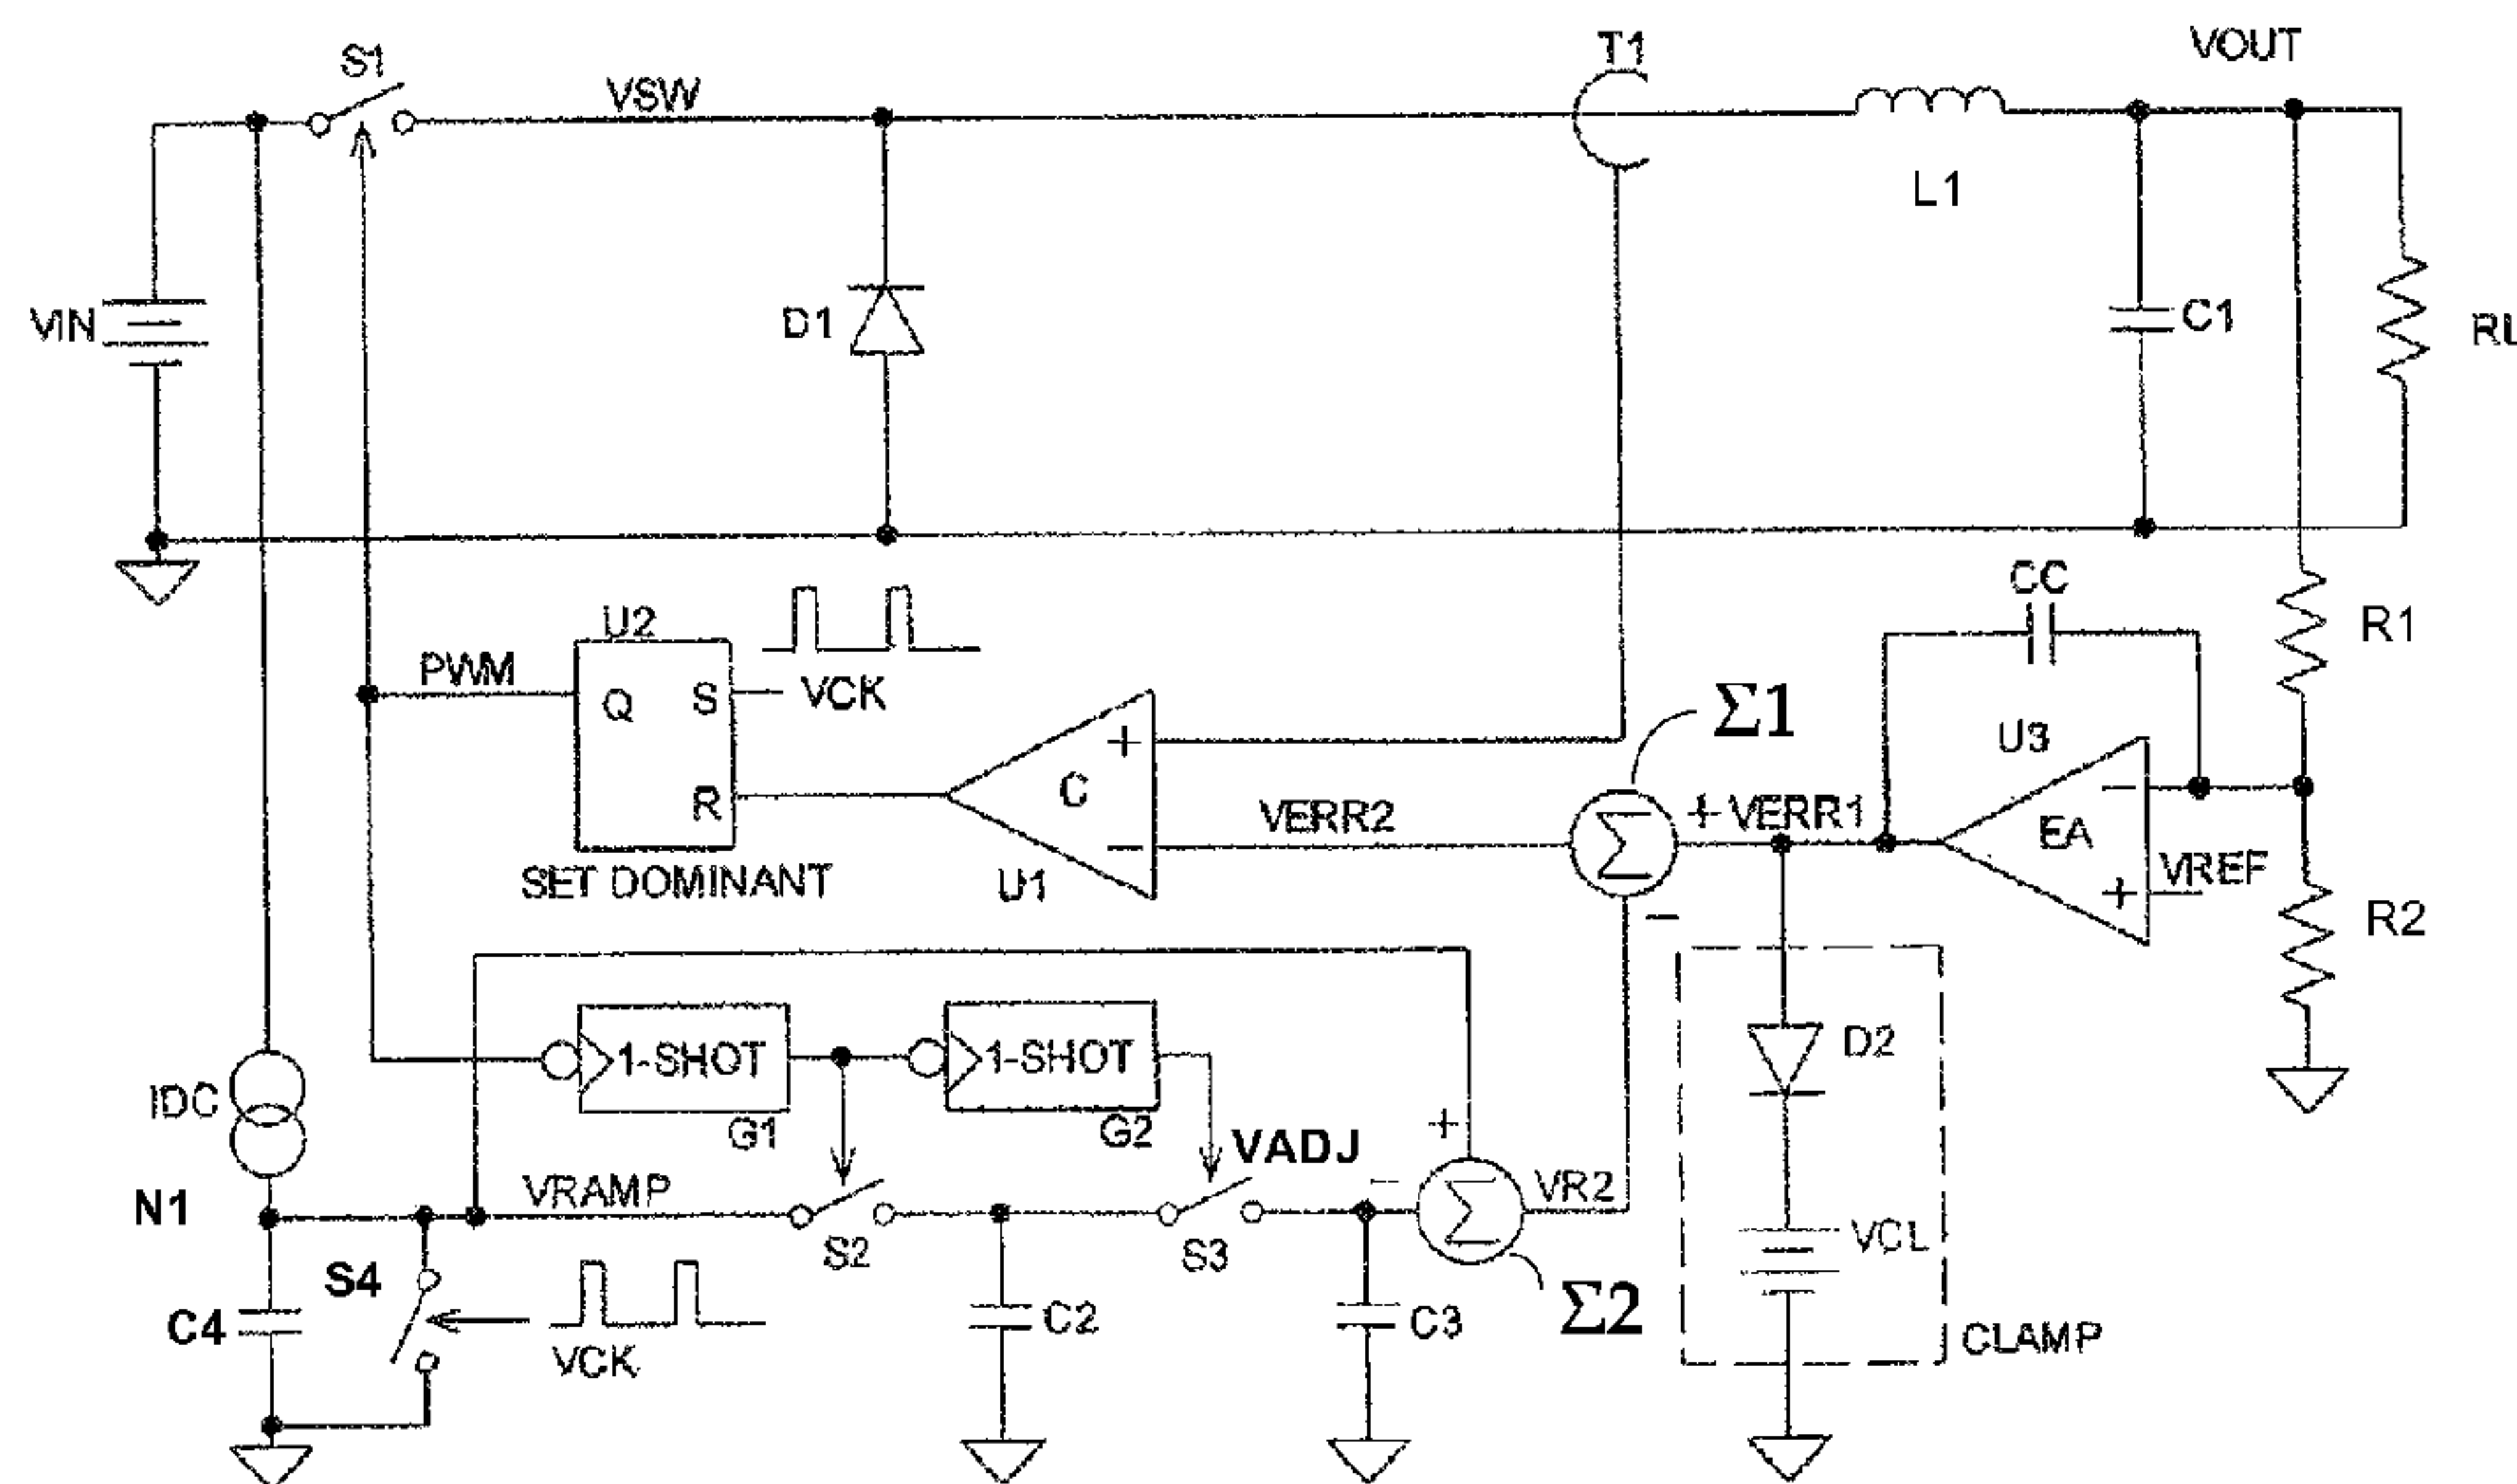 S1
VSW
T1
VOUT
L1
VIN
D1
C1
RL
CC
R1
U2
PWM
Q
S
VCK
R
SET DOMINANT
+
C
−
U1
VERR2
Σ1
Σ
+
VERR1
−
U3
−
EA
+
VREF
R2
IDC
1-SHOT
G1
1-SHOT
G2
D2
N1
VRAMP
S2
S3
VADJ
+
−
Σ
VR2
Σ2
VCL
CLAMP
C4
S4
VCK
C2
C3